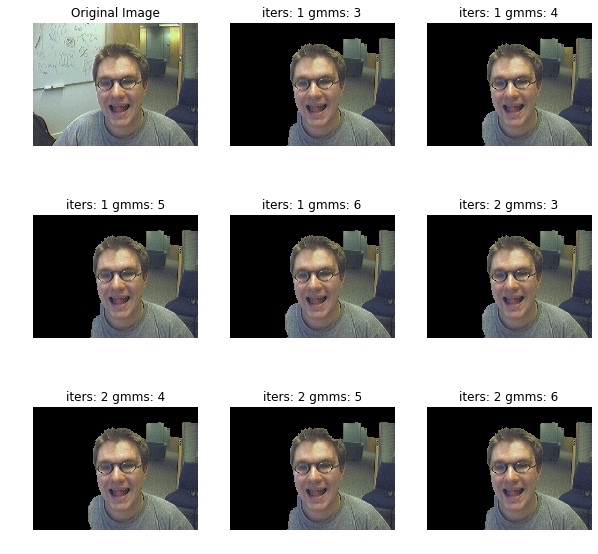 Original Image
iters: 1 gmms: 3
iters: 1 gmms: 4
iters: 1 gmms: 5
iters: 1 gmms: 6
iters: 2 gmms: 3
iters: 2 gmms: 4
iters: 2 gmms: 5
iters: 2 gmms: 6